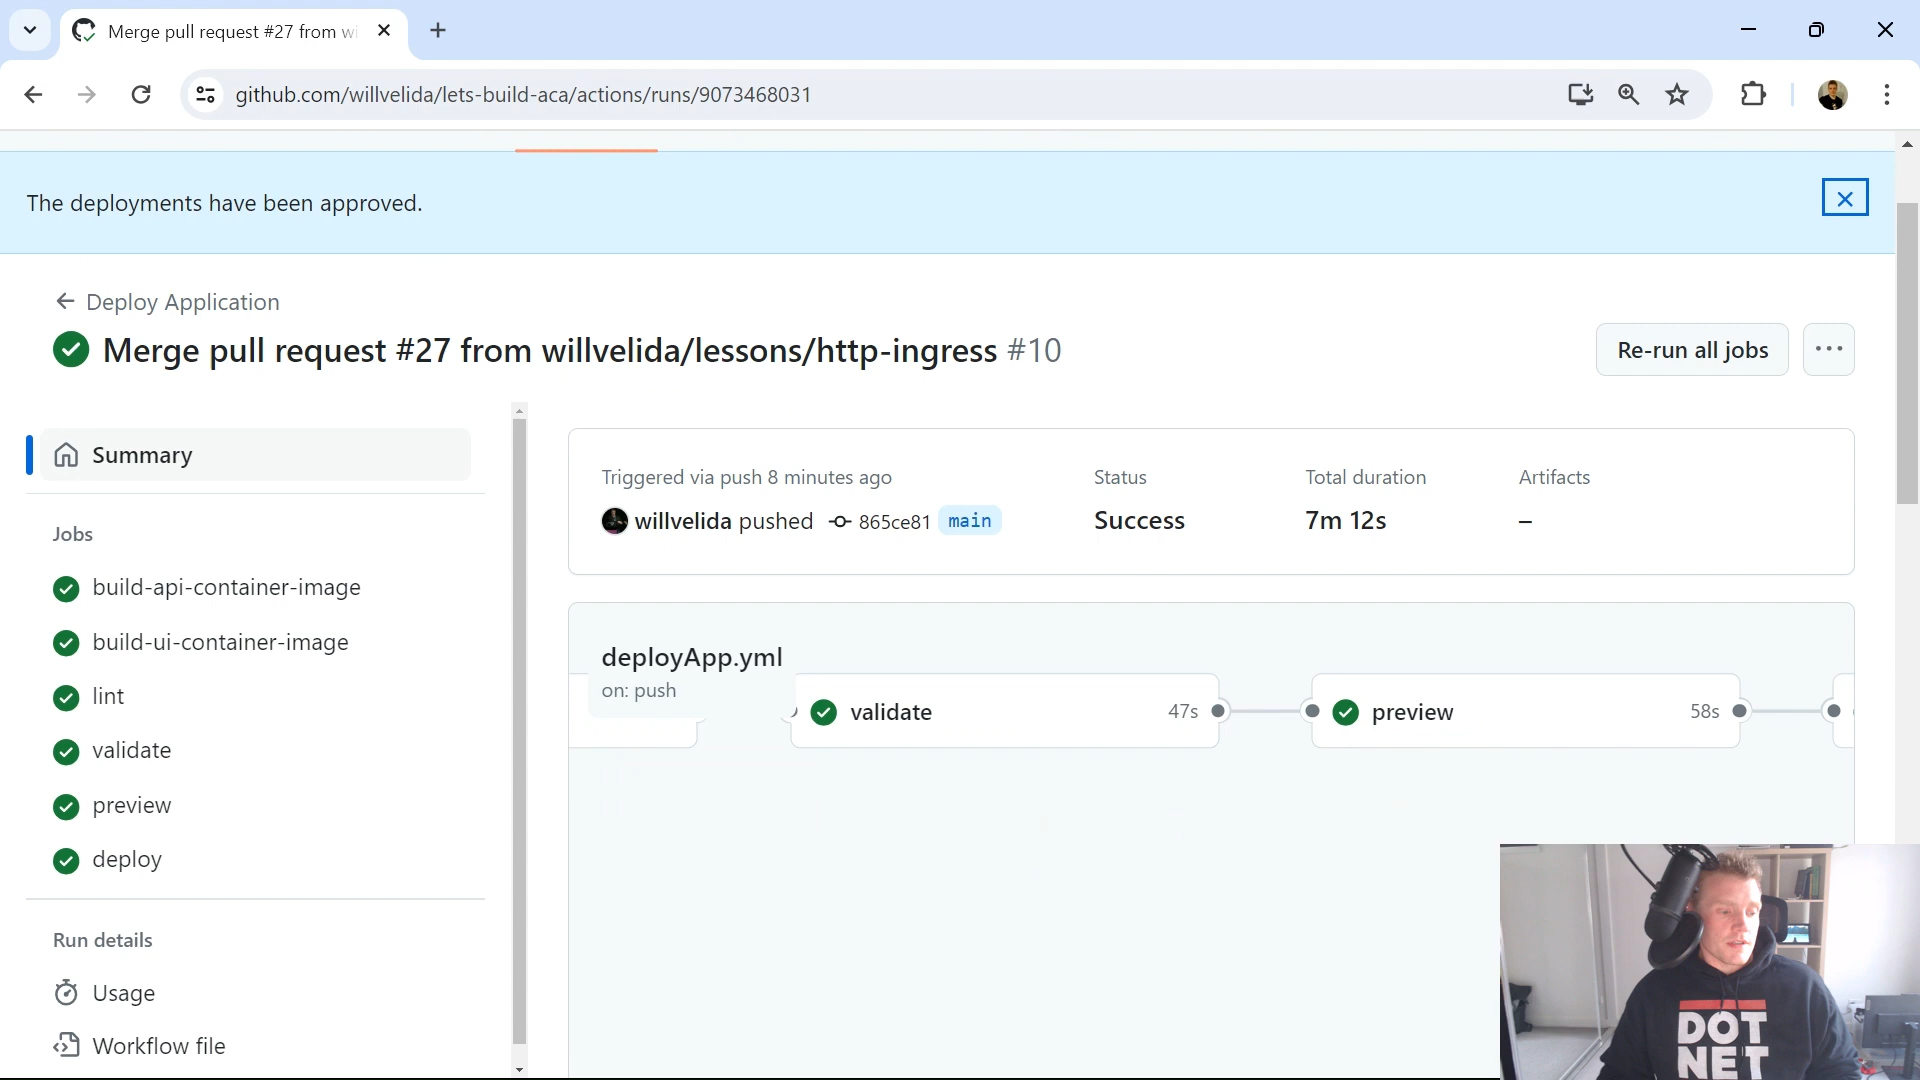 Merge pull request #27 from wi
github.com/willvelida/lets-build-aca/actions/runs/9073468031
The deployments have been approved.
Deploy Application
Merge pull request #27 from willvelida/lessons/http-ingress #10
Re-run all jobs
Summary
Jobs
build-api-container-image
build-ui-container-image
lint
validate
preview
deploy
Run details
Usage
Workflow file
Triggered via push 8 minutes ago
willvelida pushed 865ce81 main
Status
Success
Total duration
7m 12s
Artifacts
–
deployApp.yml
on: push
validate 47s
preview 58s
DOT
NET